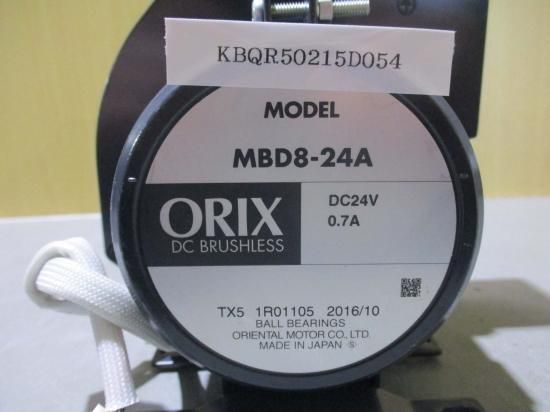 KBQR50215D054
MODEL
MBD8-24A
ORIX
DC BRUSHLESS
DC24V
0.7A
TX5 1R01105 2016/10
BALL BEARINGS
ORIENTAL MOTOR CO., LTD.
MADE IN JAPAN -S-